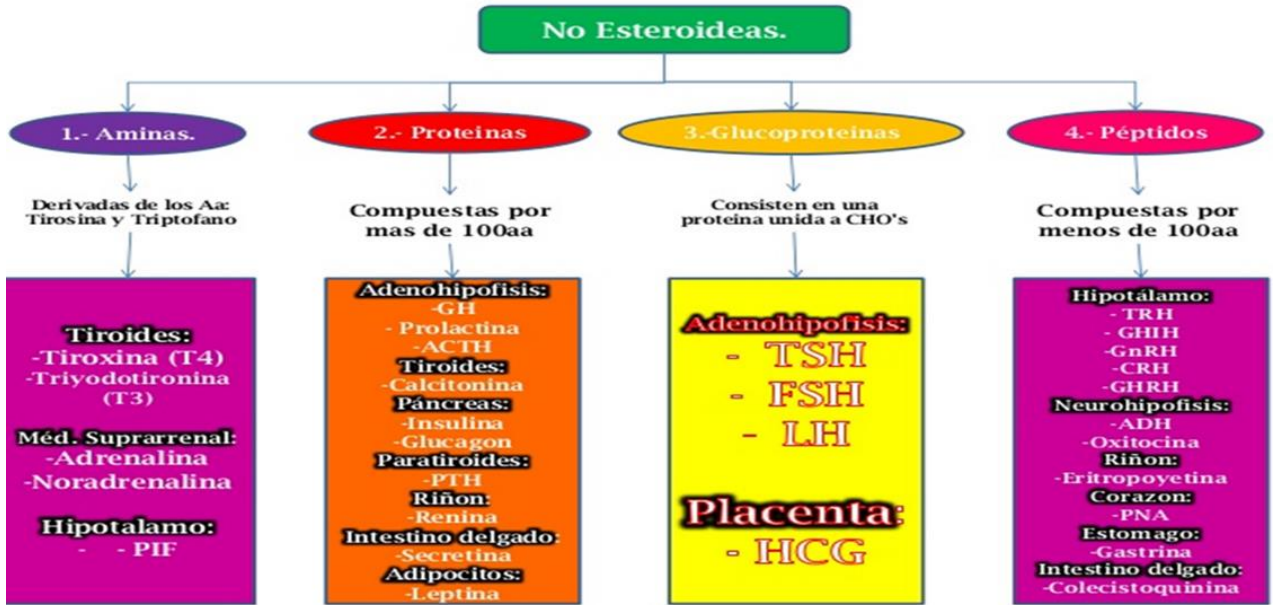 No Esteroideas.
1.- Aminas.
Derivadas de los Aa:
Tirosina y Triptofano
Tiroides:
-Tiroxina (T4)
-Triyodotironina
(T3)
Méd. Suprarrenal:
-Adrenalina
-Noradrenalina
Hipotalamo:
- - PIF
2.- Proteinas
Compuestas por
mas de 100aa
Adenohipofisis:
-GH
- Prolactina
-ACTH
Tiroides:
-Calcitonina
Páncreas:
-Insulina
-Glucagon
Paratiroides:
-PTH
Riñon:
-Renina
Intestino delgado:
-Secretina
Adipocitos:
-Leptina
3.-Glucoproteinas
Consisten en una
proteina unida a CHO's
Adenohipofisis:
- TSH
- FSH
- LH
Placenta:
- HCG
4.- Péptidos
Compuestas por
menos de 100aa
Hipotálamo:
- TRH
- GHIH
-GnRH
- CRH
-GHRH
Neurohipofisis:
-ADH
-Oxitocina
Riñon:
-Eritropoyetina
Corazon:
-PNA
Estomago:
-Gastrina
Intestino delgado:
-Colecistoquinina